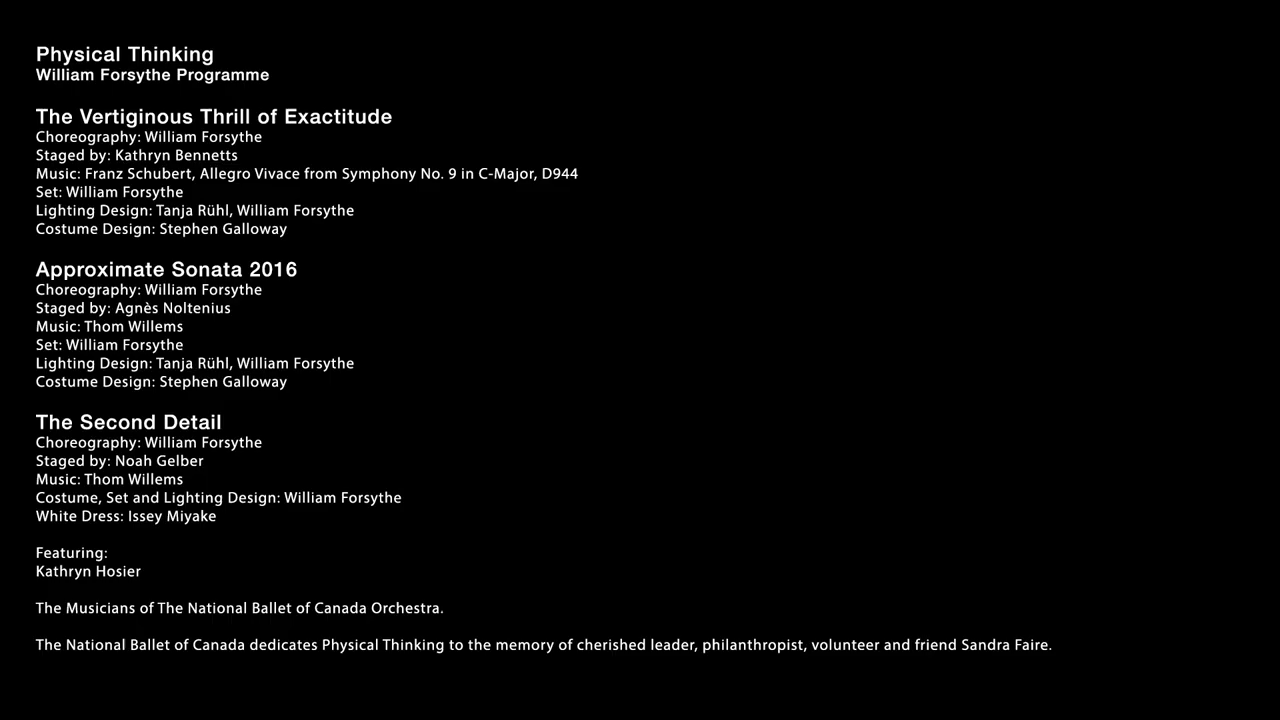 Physical Thinking
William Forsythe Programme
The Vertiginous Thrill of Exactitude
Choreography: William Forsythe
Staged by: Kathryn Bennetts
Music: Franz Schubert, Allegro Vivace from Symphony No. 9 in C-Major, D944
Set: William Forsythe
Lighting Design: Tanja Rühl, William Forsythe
Costume Design: Stephen Galloway
Approximate Sonata 2016
Choreography: William Forsythe
Staged by: Agnès Noltenius
Music: Thom Willems
Set: William Forsythe
Lighting Design: Tanja Rühl, William Forsythe
Costume Design: Stephen Galloway
The Second Detail
Choreography: William Forsythe
Staged by: Noah Gelber
Music: Thom Willems
Costume, Set and Lighting Design: William Forsythe
White Dress: Issey Miyake
Featuring:
Kathryn Hosier
The Musicians of The National Ballet of Canada Orchestra.
The National Ballet of Canada dedicates Physical Thinking to the memory of cherished leader, philanthropist, volunteer and friend Sandra Faire.